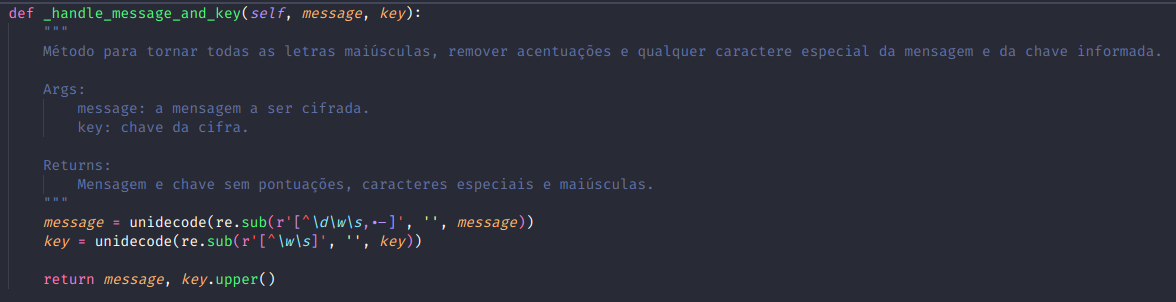 def _handle_message_and_key(self, message, key):
"""
Método para tornar todas as letras maiúsculas, remover acentuações e qualquer caractere especial da mensagem e da chave informada.
Args:
message: a mensagem a ser cifrada.
key: chave da cifra.
Returns:
Mensagem e chave sem pontuações, caracteres especiais e maiúsculas.
"""
message = unidecode(re.sub(r'[^\d\w\s,.-]', '', message))
key = unidecode(re.sub(r'[^\w\s]', '', key))
return message, key.upper()